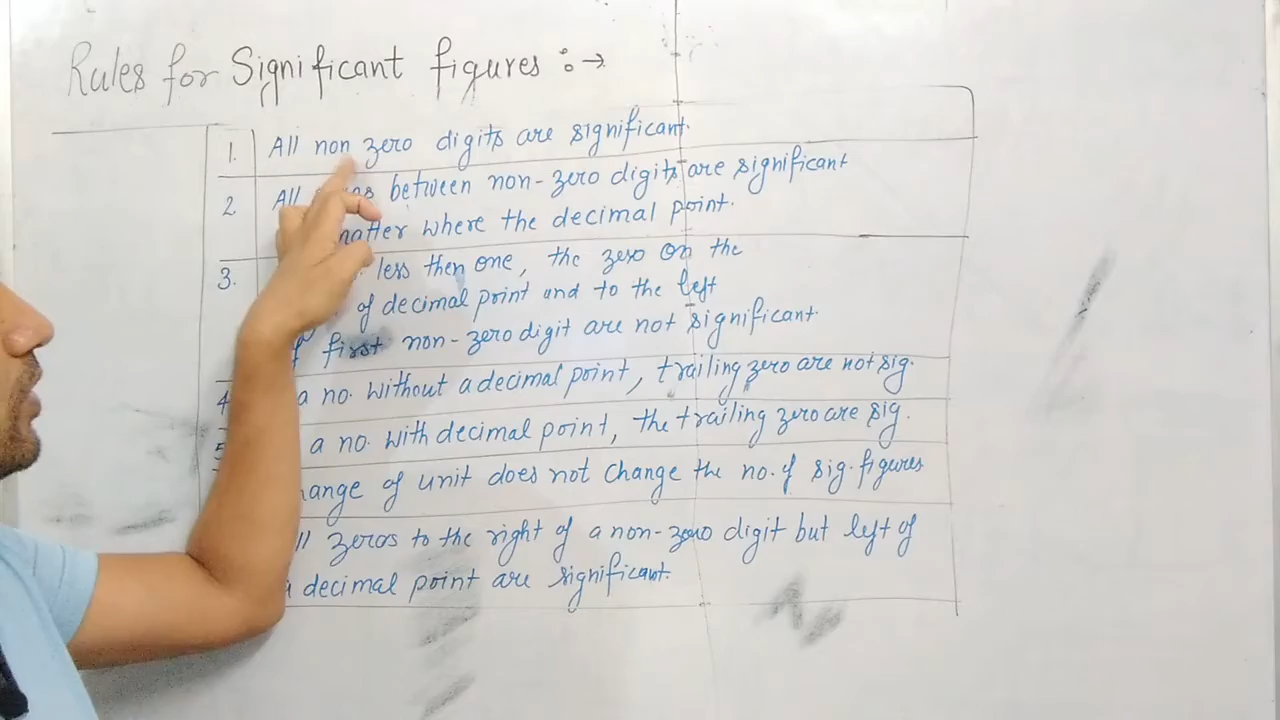 Rules for Significant figures :→
1. All non zero digits are significant.
2. All between non-zero digits are significant
matter where the decimal point.
3. less then one, the zero on the
of decimal point and to the left
first non-zero digit are not significant.
4 a no. without a decimal point, trailing zero are not sig.
5 a no. with decimal point, the trailing zero are sig.
of unit does not change the no. of sig. figures
zeros to the right of a non-zero digit but left of
decimal point are significant.